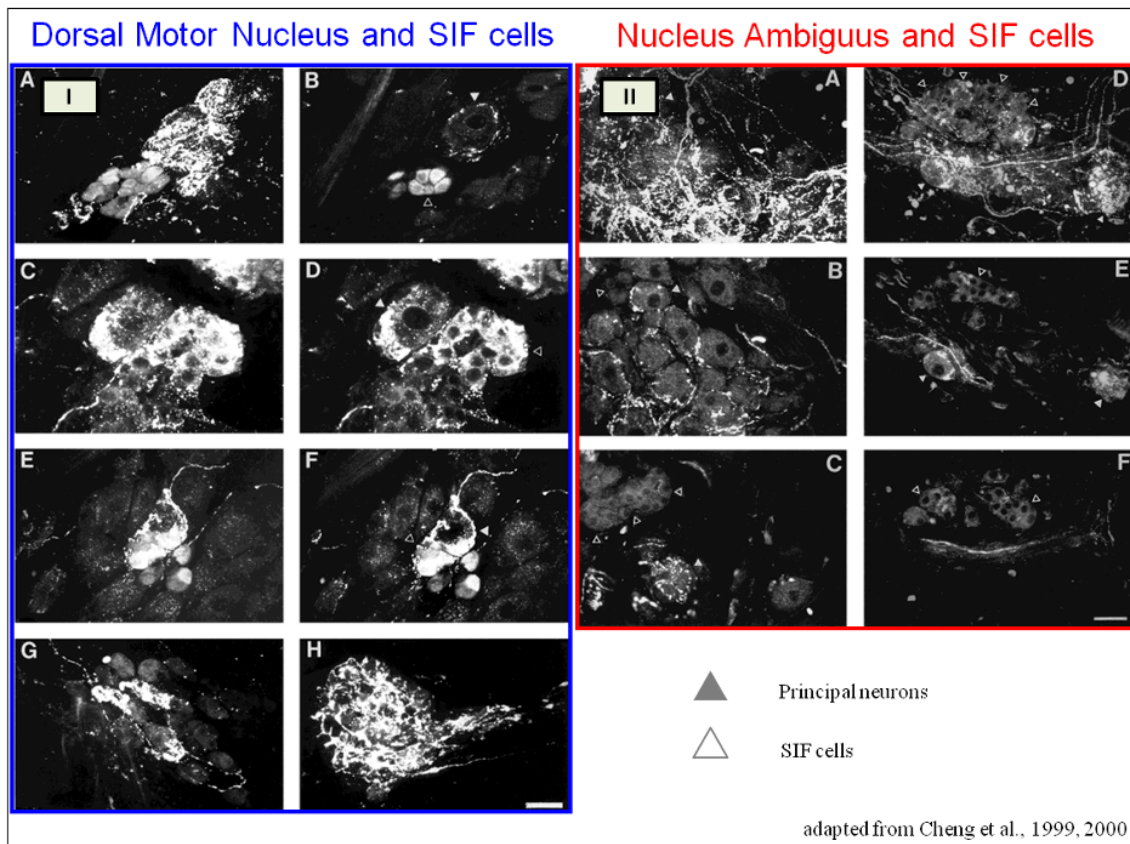 Dorsal Motor Nucleus and SIF cells
Nucleus Ambiguus and SIF cells
A
I
B
C
D
E
F
G
H
II
A
D
B
E
C
F
Principal neurons
SIF cells
adapted from Cheng et al., 1999, 2000